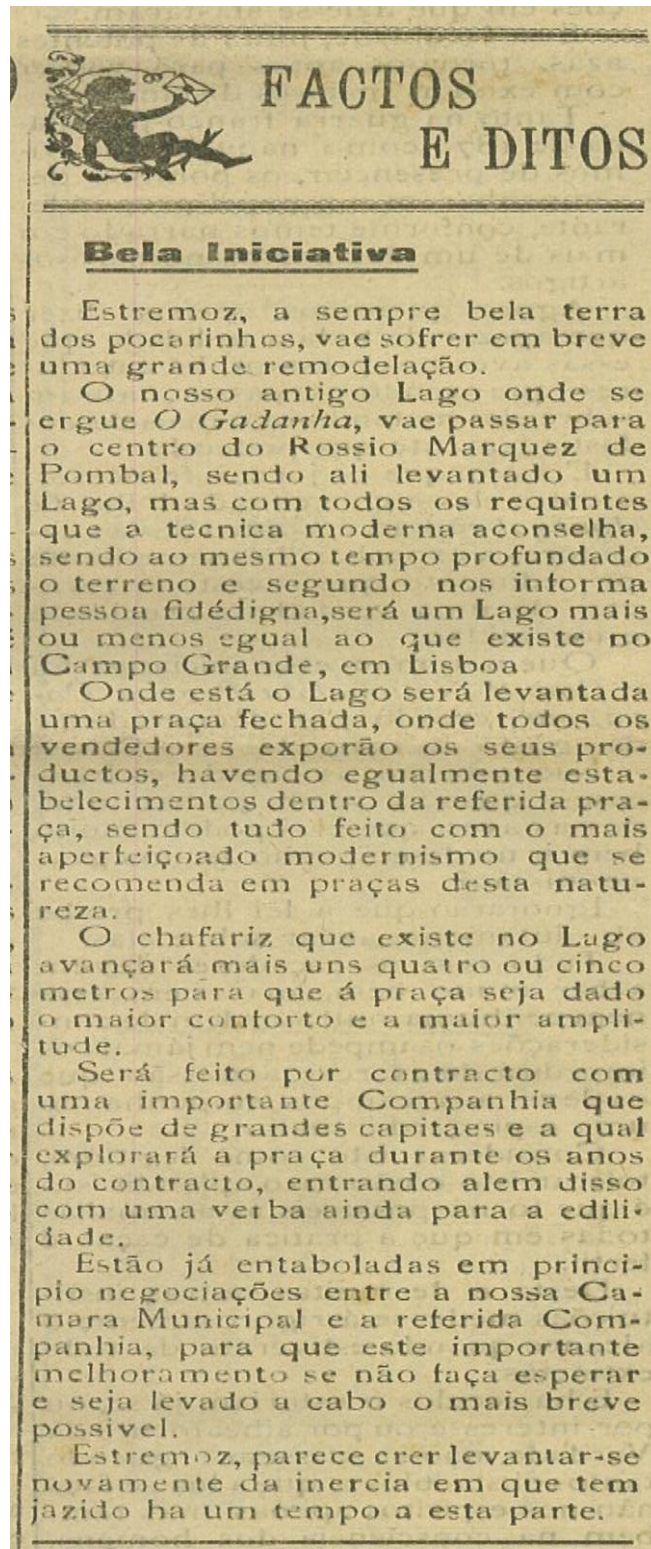 FACTOS
E DITOS
Bela Iniciativa
Estremoz, a sempre bela terra
dos pocarinhos, vae sofrer em breve
uma grande remodelação.
O nosso antigo Lago onde se
ergue O Gadanha, vae passar para
o centro do Rossio Marquez de
Pombal, sendo ali levantado um
Lago, mas com todos os requintes
que a tecnica moderna aconselha,
sendo ao mesmo tempo profundado
o terreno e segundo nos informa
pessoa fidédigna,será um Lago mais
ou menos egual ao que existe no
Campo Grande, em Lisboa
Onde está o Lago será levantada
uma praça fechada, onde todos os
vendedores exporão os seus pro-
ductos, havendo egualmente esta-
belecimentos dentro da referida pra-
ça, sendo tudo feito com o mais
aperfeiçoado modernismo que se
recomenda em praças desta natu-
reza.
O chafariz que existe no Lago
avançará mais uns quatro ou cinco
metros para que á praça seja dado
o maior conforto e a maior ampli-
tude.
Será feito por contracto com
uma importante Companhia que
dispõe de grandes capitaes e a qual
explorará a praça durante os anos
do contracto, entrando alem disso
com uma verba ainda para a edili-
dade.
Estão já entaboladas em princi-
pio negociações entre a nossa Ca-
mara Municipal e a referida Com-
panhia, para que este importante
melhoramento se não faça esperar
e seja levado a cabo o mais breve
possivel.
Estremoz, parece crer levantar-se
novamente da inercia em que tem
jazido ha um tempo a esta parte.